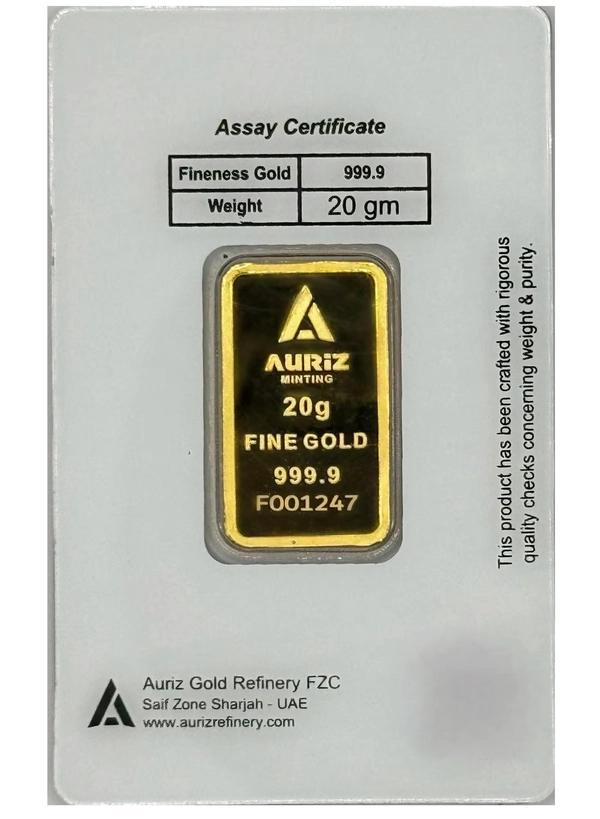 Assay Certificate
Fineness Gold 999.9
Weight 20 gm
AURiZ
MINTING
20g
FINE GOLD
999.9
F001247
This product has been crafted with rigorous
quality checks concerning weight & purity.
Auriz Gold Refinery FZC
Saif Zone Sharjah - UAE
www.aurizrefinery.com